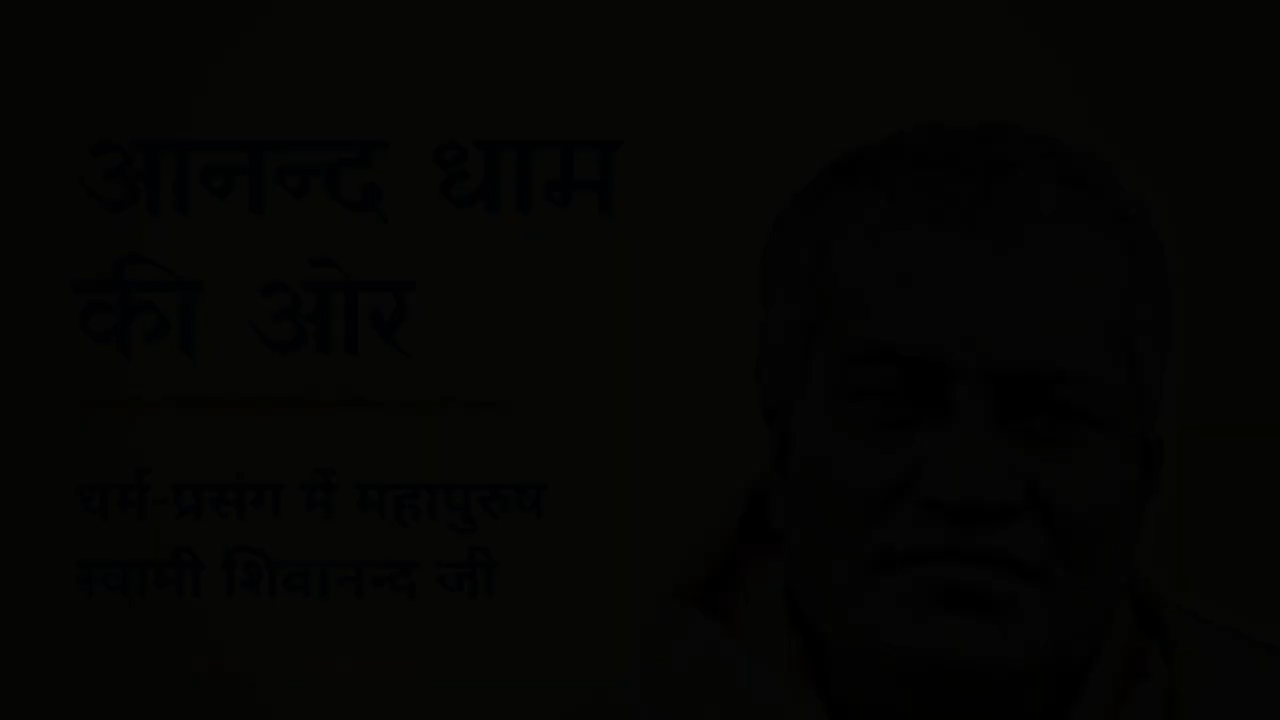 आनन्द धाम
की ओर
धर्म-प्रसंग में महापुरुष
स्वामी शिवानन्द जी